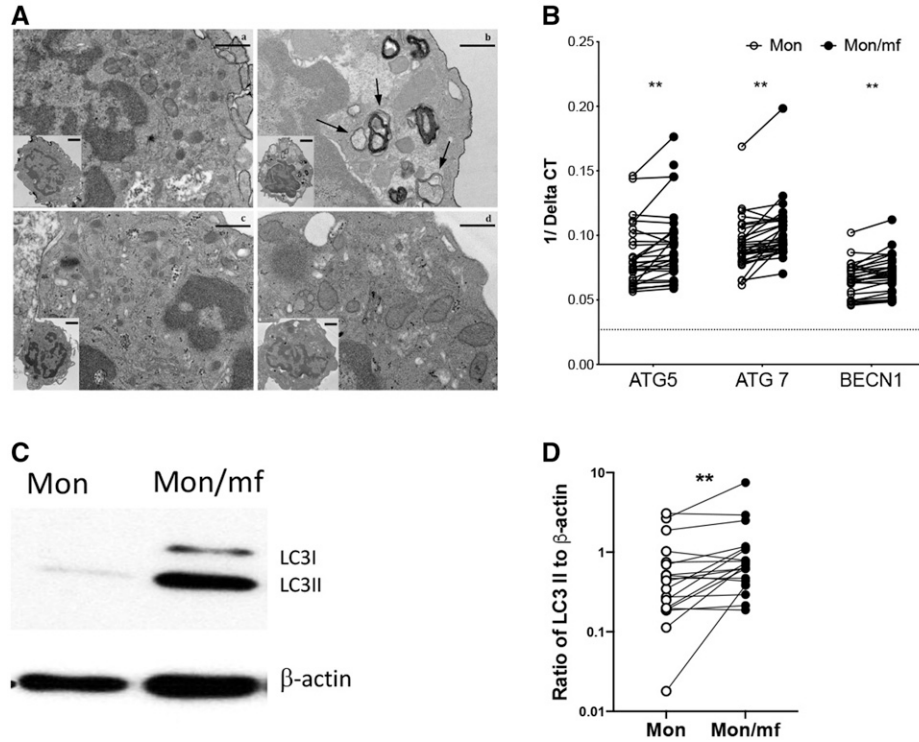 A
a
b
c
d
B
Mon Mon/mf
0.25
0.20
0.15
0.10
0.05
0.00
1/ Delta CT
** ** **
ATG5 ATG 7 BECN1
C
Mon Mon/mf
LC3I
LC3II
β-actin
D
10
1
0.1
0.01
Ratio of LC3 II to β-actin
**
Mon Mon/mf